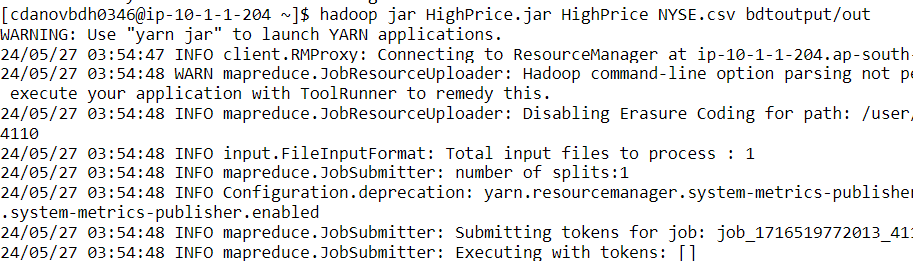 [cdanovbdh0346@ip-10-1-1-204 ~]$ hadoop jar HighPrice.jar HighPrice NYSE.csv bdtoutput/out
WARNING: Use "yarn jar" to launch YARN applications.
24/05/27 03:54:47 INFO client.RMProxy: Connecting to ResourceManager at ip-10-1-1-204.ap-south-
24/05/27 03:54:48 WARN mapreduce.JobResourceUploader: Hadoop command-line option parsing not pe
 execute your application with ToolRunner to remedy this.
24/05/27 03:54:48 INFO mapreduce.JobResourceUploader: Disabling Erasure Coding for path: /user/
4110
24/05/27 03:54:48 INFO input.FileInputFormat: Total input files to process : 1
24/05/27 03:54:48 INFO mapreduce.JobSubmitter: number of splits:1
24/05/27 03:54:48 INFO Configuration.deprecation: yarn.resourcemanager.system-metrics-publisher
.system-metrics-publisher.enabled
24/05/27 03:54:48 INFO mapreduce.JobSubmitter: Submitting tokens for job: job_1716519772013_411
24/05/27 03:54:48 INFO mapreduce.JobSubmitter: Executing with tokens: []